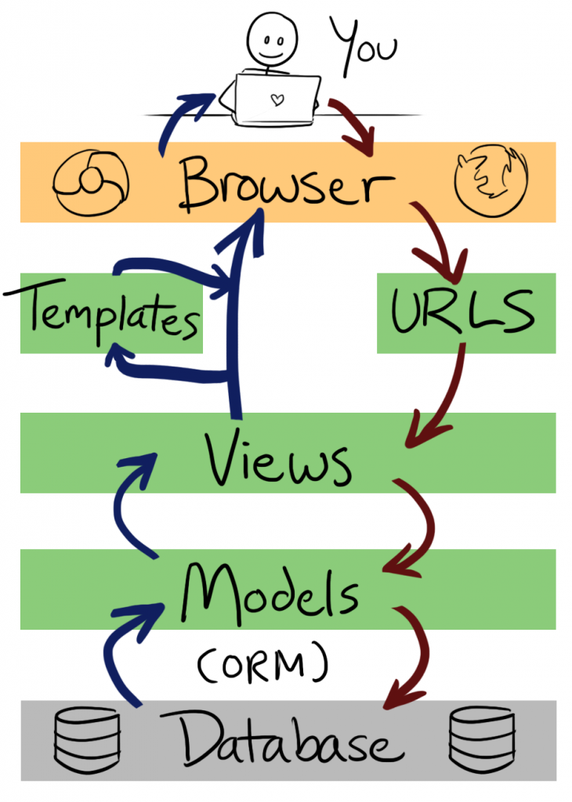 You
Browser
Templates
URLS
Views
Models
(ORM)
Database